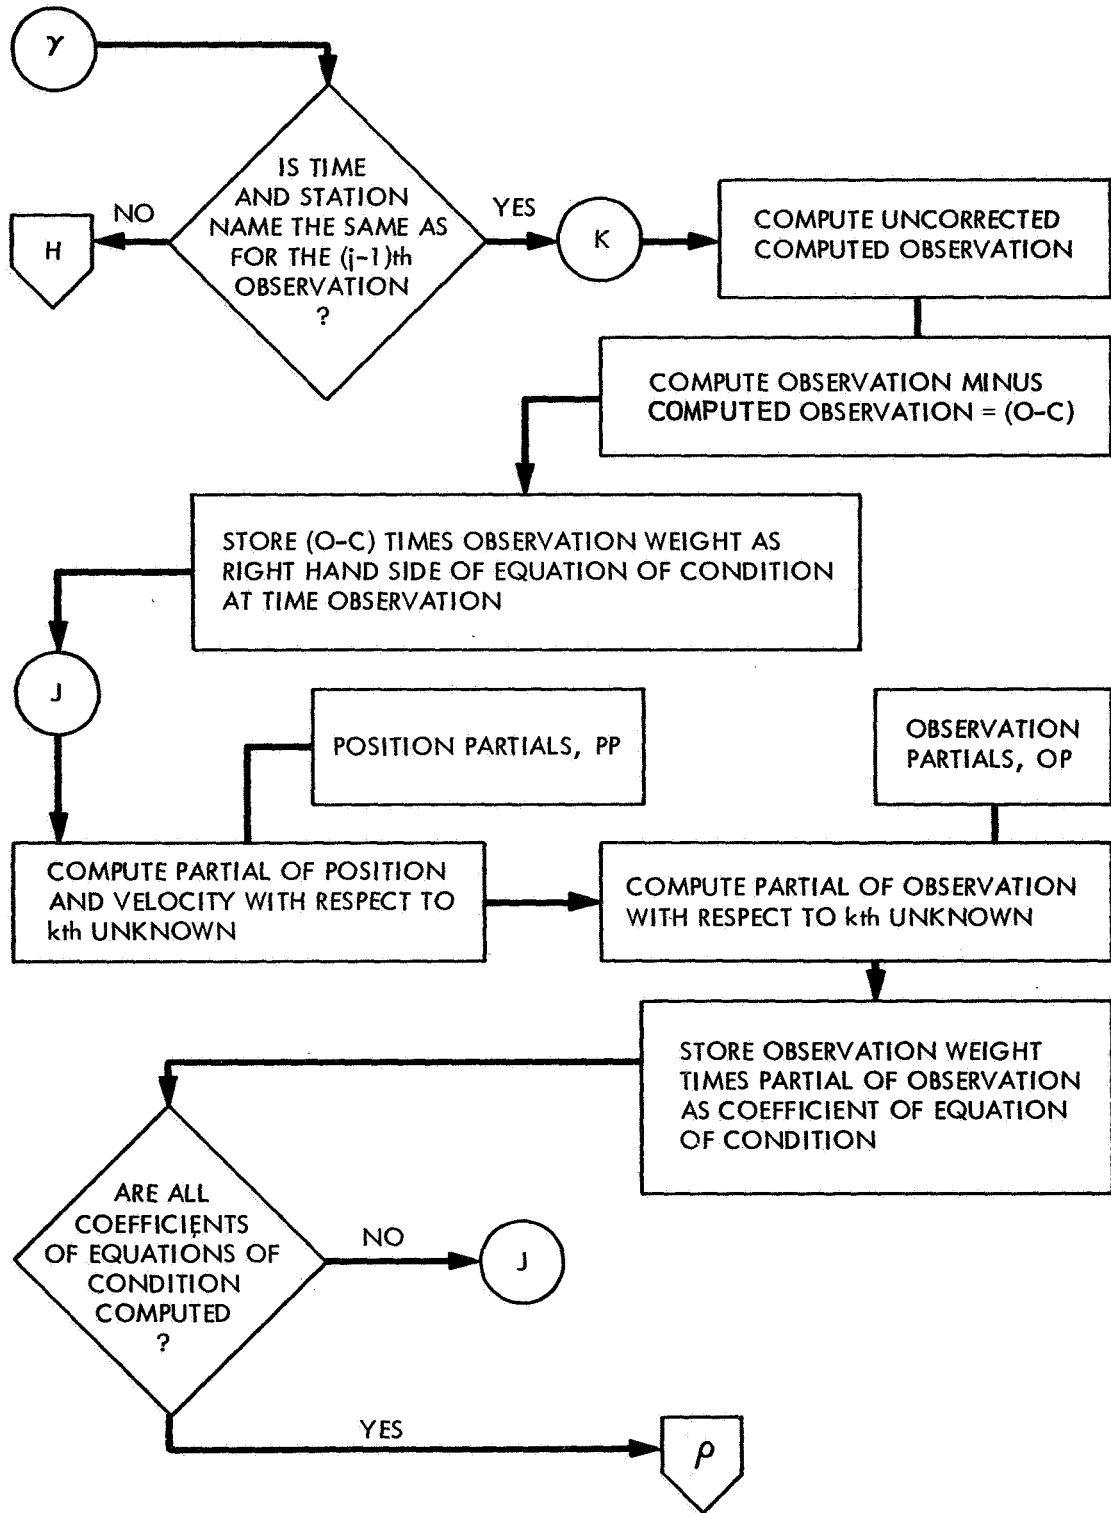 γ
IS TIME
AND STATION
NAME THE SAME AS
FOR THE (j-1)th
OBSERVATION
?
NO
H
YES
K
COMPUTE UNCORRECTED
COMPUTED OBSERVATION
COMPUTE OBSERVATION MINUS
COMPUTED OBSERVATION = (O-C)
STORE (O-C) TIMES OBSERVATION WEIGHT AS
RIGHT HAND SIDE OF EQUATION OF CONDITION
AT TIME OBSERVATION
J
POSITION PARTIALS, PP
OBSERVATION
PARTIALS, OP
COMPUTE PARTIAL OF POSITION
AND VELOCITY WITH RESPECT TO
kth UNKNOWN
COMPUTE PARTIAL OF OBSERVATION
WITH RESPECT TO kth UNKNOWN
STORE OBSERVATION WEIGHT
TIMES PARTIAL OF OBSERVATION
AS COEFFICIENT OF EQUATION
OF CONDITION
ARE ALL
COEFFICIENTS
OF EQUATIONS OF
CONDITION
COMPUTED
?
NO
J
YES
ρ